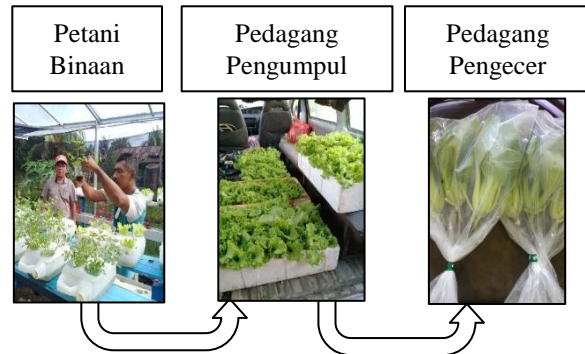 Petani
Binaan
Pedagang
Pengumpul
Pedagang
Pengecer